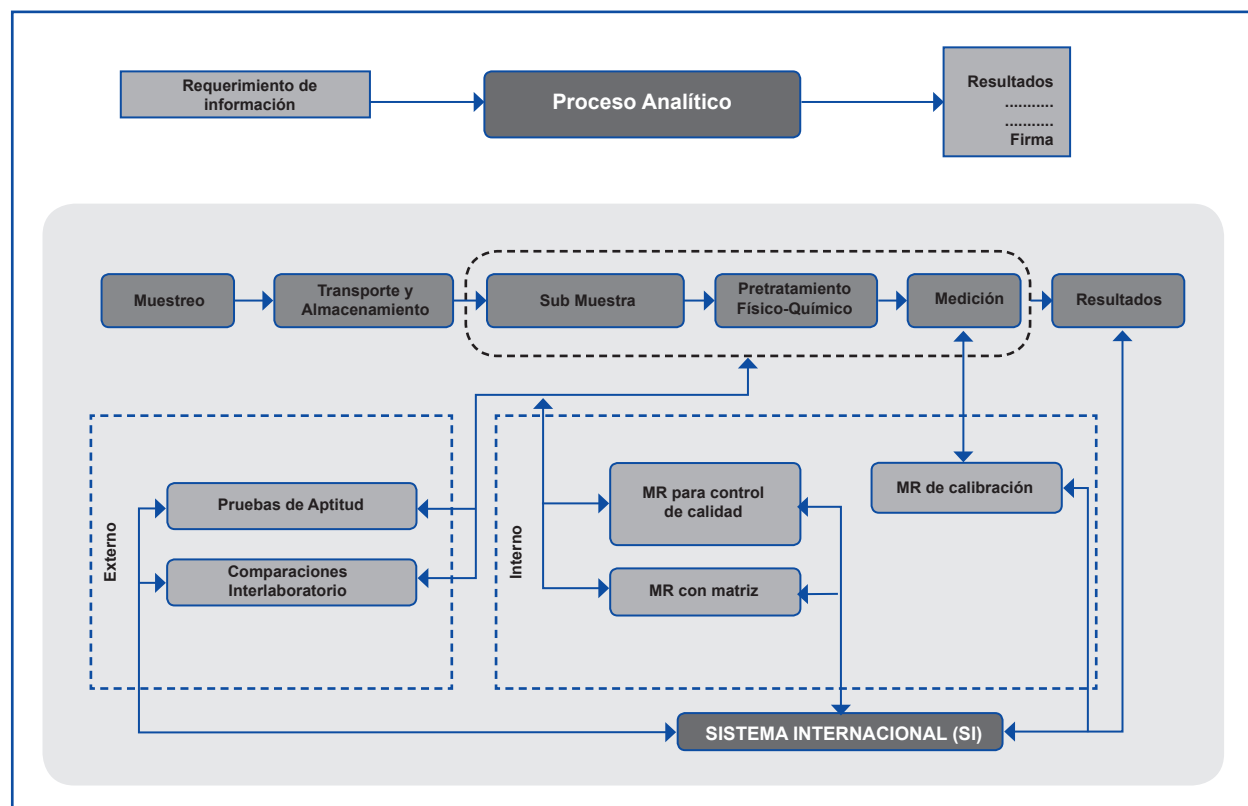 Requerimiento de
información
Proceso Analítico
Resultados
...........
...........
Firma
Muestreo
Transporte y
Almacenamiento
Sub Muestra
Pretratamiento
Físico-Químico
Medición
Resultados
Externo
Pruebas de Aptitud
Comparaciones
Interlaboratorio
Interno
MR para control
de calidad
MR con matriz
MR de calibración
SISTEMA INTERNACIONAL (SI)